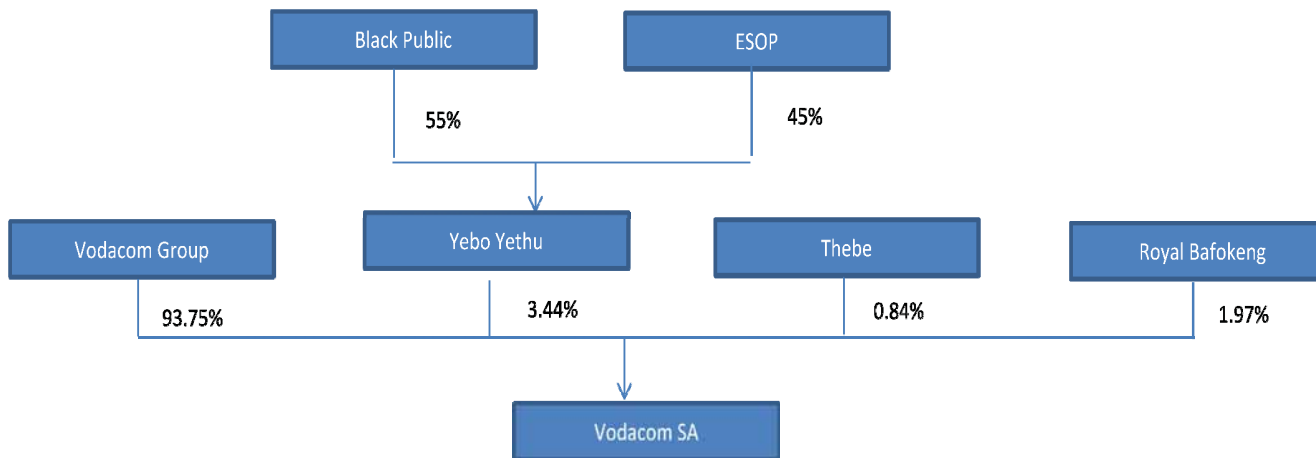 Black Public
ESOP
55%
45%
Vodacom Group
Yebo Yethu
Thebe
Royal Bafokeng
93.75%
3.44%
0.84%
1.97%
Vodacom SA